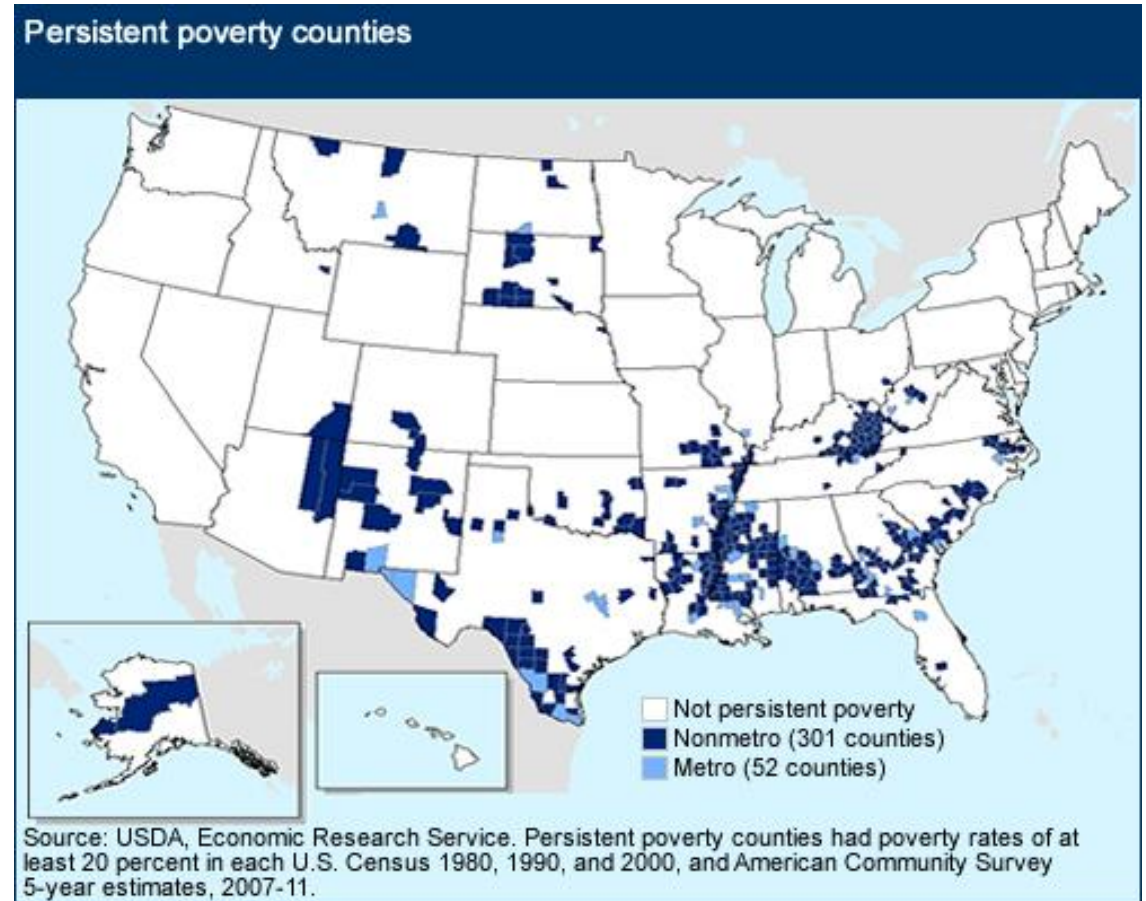 Persistent poverty counties
Not persistent poverty
Nonmetro (301 counties)
Metro (52 counties)
Source: USDA, Economic Research Service. Persistent poverty counties had poverty rates of at
least 20 percent in each U.S. Census 1980, 1990, and 2000, and American Community Survey
5-year estimates, 2007-11.